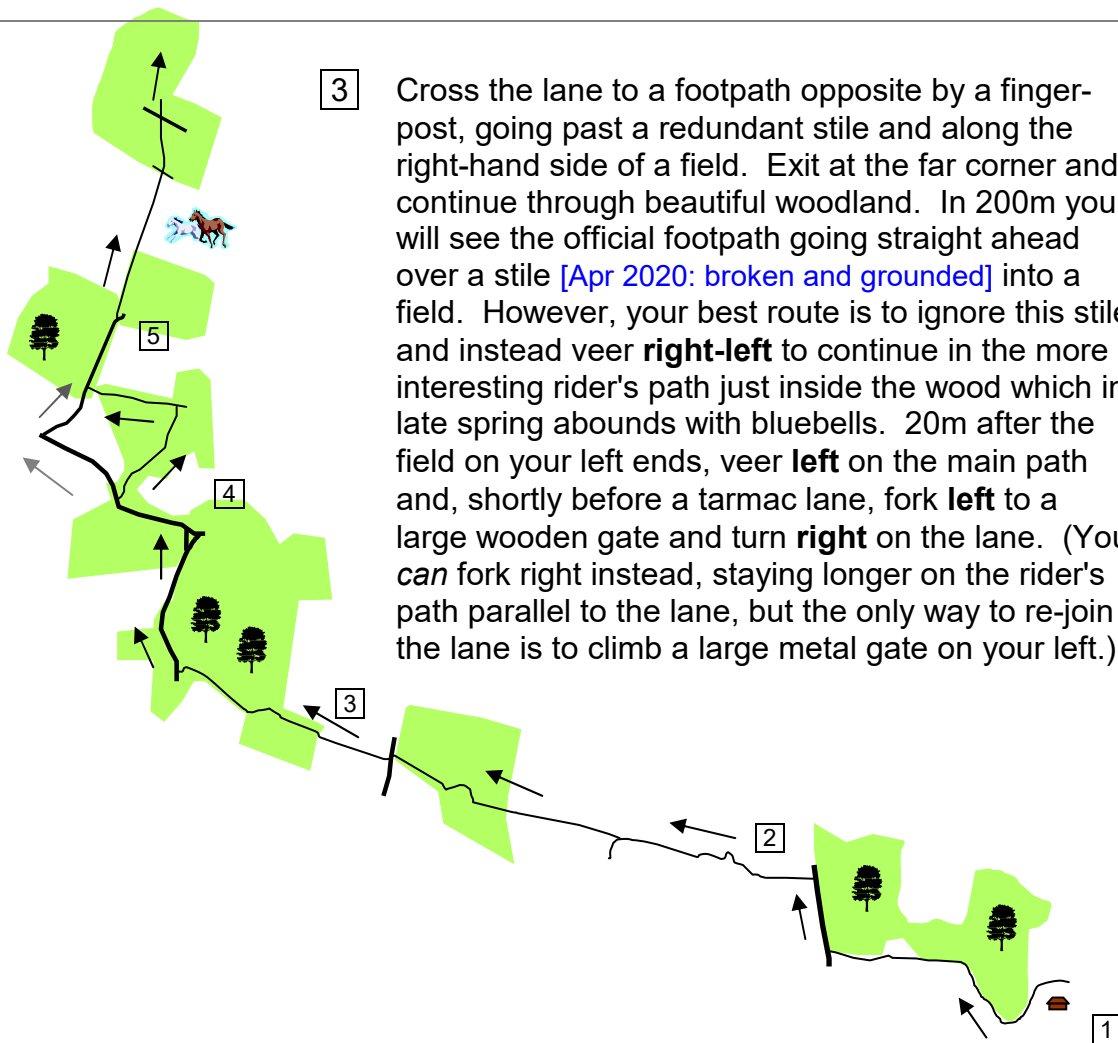 3 Cross the lane to a footpath opposite by a finger-
post, going past a redundant stile and along the
right-hand side of a field. Exit at the far corner and
continue through beautiful woodland. In 200m you
will see the official footpath going straight ahead
over a stile [Apr 2020: broken and grounded] into a
field. However, your best route is to ignore this stile
and instead veer right-left to continue in the more
interesting rider's path just inside the wood which in
late spring abounds with bluebells. 20m after the
field on your left ends, veer left on the main path
and, shortly before a tarmac lane, fork left to a
large wooden gate and turn right on the lane. (You
can fork right instead, staying longer on the rider's
path parallel to the lane, but the only way to re-join
the lane is to climb a large metal gate on your left.)
5
4
3
2
1